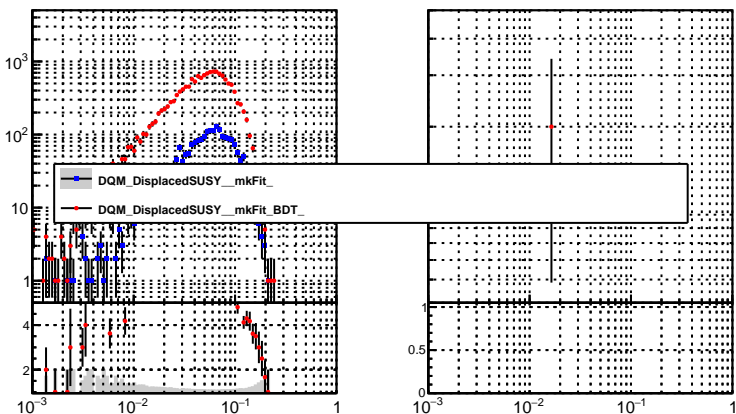 10³
10²
10
1
DQM_DisplacedSUSY__mkFit_
DQM_DisplacedSUSY__mkFit_BDT_
4
2
10⁻³ 10⁻² 10⁻¹ 1
1
0.5
0
10⁻³ 10⁻² 10⁻¹ 1